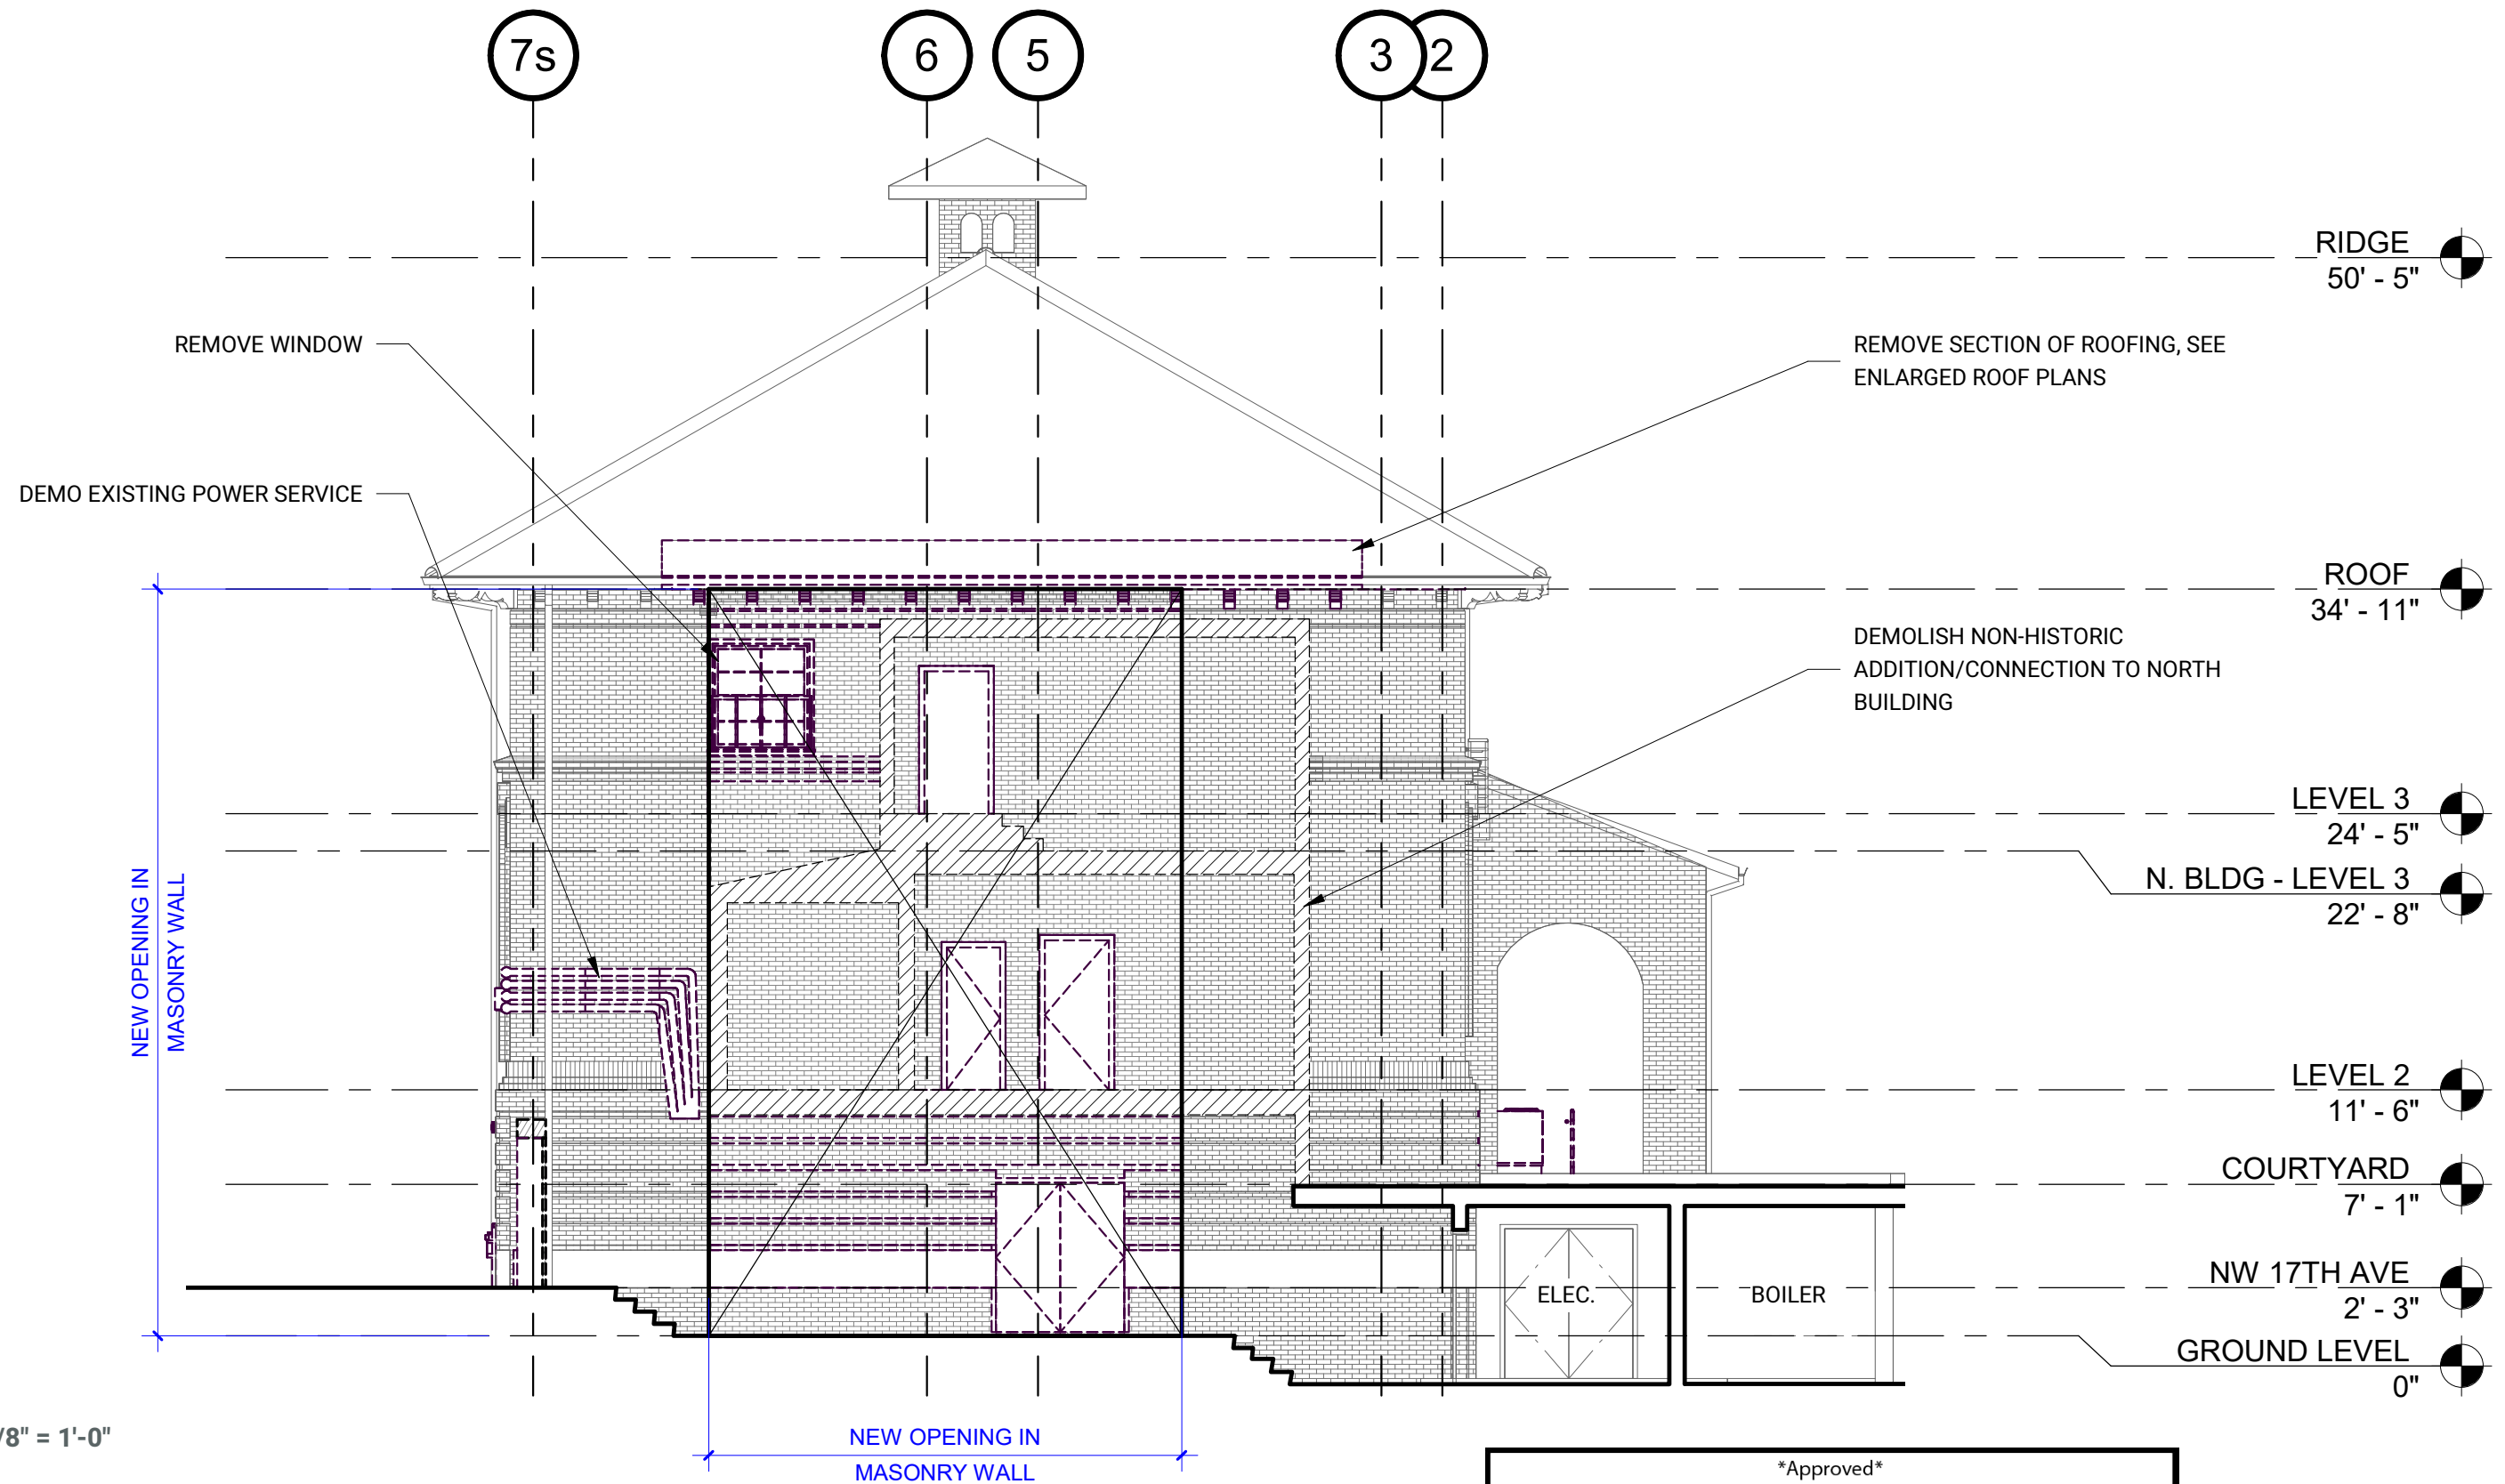 7s
6
5
3
2
RIDGE
50' - 5"
REMOVE WINDOW
REMOVE SECTION OF ROOFING, SEE
ENLARGED ROOF PLANS
DEMO EXISTING POWER SERVICE
ROOF
34' - 11"
DEMOLISH NON-HISTORIC
ADDITION/CONNECTION TO NORTH
BUILDING
LEVEL 3
24' - 5"
N. BLDG - LEVEL 3
22' - 8"
NEW OPENING IN
MASONRY WALL
LEVEL 2
11' - 6"
COURTYARD
7' - 1"
NW 17TH AVE
2' - 3"
ELEC.
BOILER
GROUND LEVEL
0"
/8" = 1'-0"
NEW OPENING IN
MASONRY WALL
*Approved*